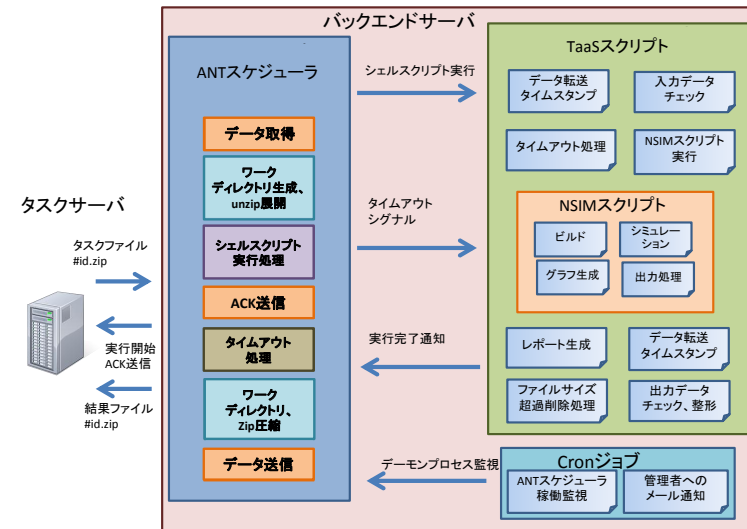 バックエンドサーバ
タスクサーバ
タスクファイル
#id.zip
実行開始
ACK送信
結果ファイル
#id.zip
ANTスケジューラ
データ取得
ワーク
ディレクトリ生成、
unzip展開
シェルスクリプト
実行処理
ACK送信
タイムアウト
処理
ワーク
ディレクトリ、
Zip圧縮
データ送信
シェルスクリプト実行
タイムアウト
シグナル
実行完了通知
デーモンプロセス監視
TaaSスクリプト
データ転送
タイムスタンプ
入力データ
チェック
タイムアウト処理
NSIMスクリプト
実行
NSIMスクリプト
ビルド
シミュレー
ション
グラフ生成
出力処理
レポート生成
データ転送
タイムスタンプ
ファイルサイズ
超過削除処理
出力データ
チェック、整形
Cronジョブ
ANTスケジューラ
稼働監視
管理者への
メール通知